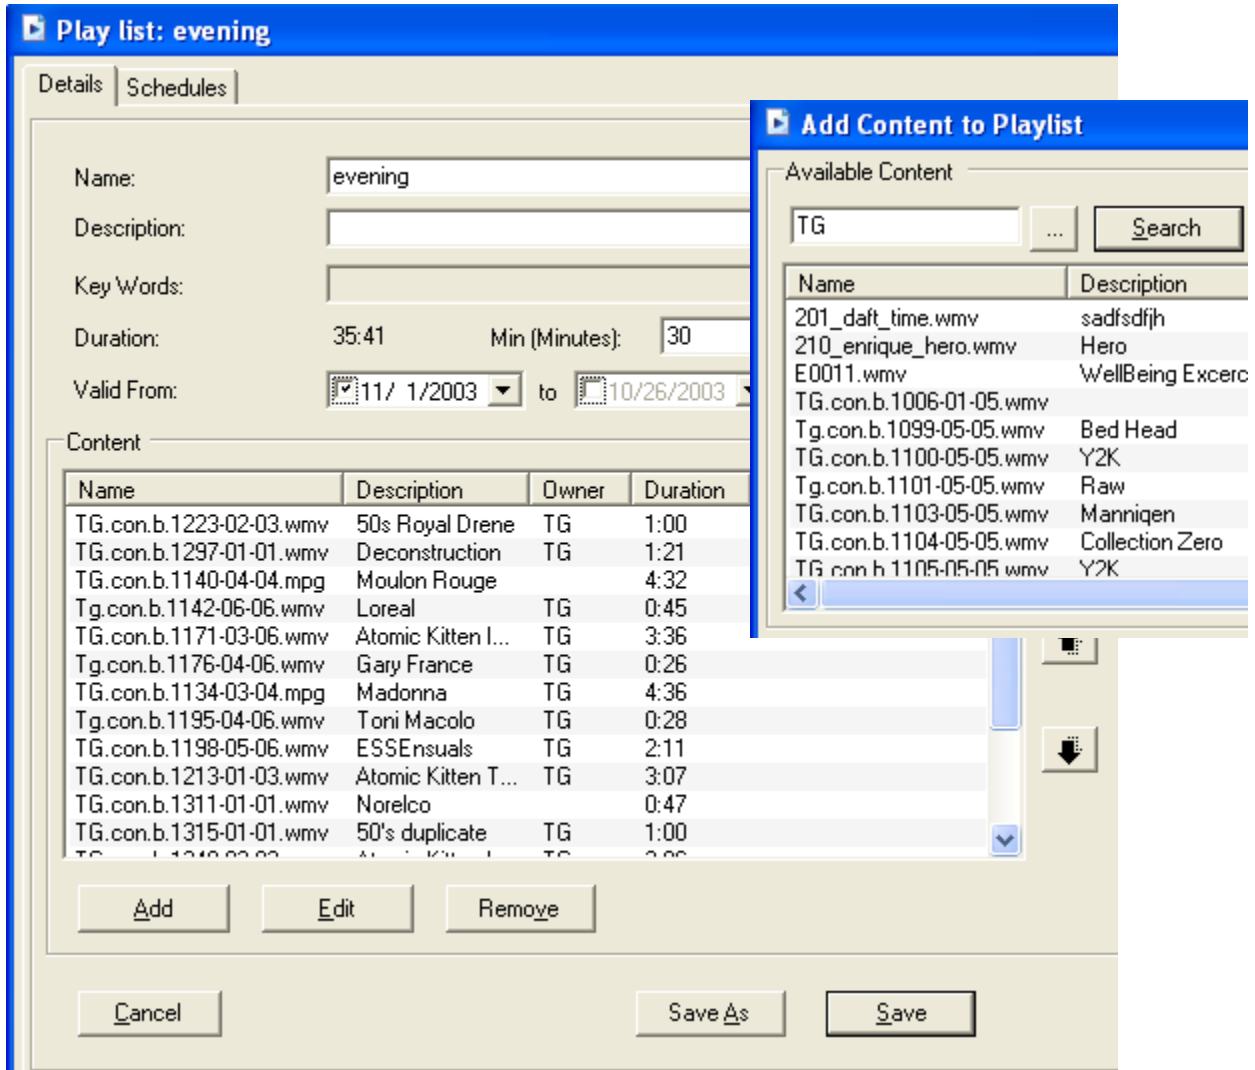 Play list: evening
Details Schedules
Name: evening
Description:
Key Words:
Duration: 35:41 Min (Minutes): 30
Valid From: 11/ 1/2003 to 10/26/2003
Content
Name Description Owner Duration
TG.con.b.1223-02-03.wmv 50s Royal Drene TG 1:00
TG.con.b.1297-01-01.wmv Deconstruction TG 1:21
TG.con.b.1140-04-04.mpg Moulon Rouge 4:32
Tg.con.b.1142-06-06.wmv Loreal TG 0:45
TG.con.b.1171-03-06.wmv Atomic Kitten I... TG 3:36
Tg.con.b.1176-04-06.wmv Gary France TG 0:26
TG.con.b.1134-03-04.mpg Madonna TG 4:36
Tg.con.b.1195-04-06.wmv Toni Macolo TG 0:28
TG.con.b.1198-05-06.wmv ESSEnsuals TG 2:11
TG.con.b.1213-01-03.wmv Atomic Kitten T... TG 3:07
TG.con.b.1311-01-01.wmv Norelco 0:47
TG.con.b.1315-01-01.wmv 50's duplicate TG 1:00
Add Edit Remove
Cancel Save As Save
Add Content to Playlist
Available Content
TG ... Search
Name Description
201_daft_time.wmv sadfsdfjh
210_enrique_hero.wmv Hero
E0011.wmv WellBeing Excerc
TG.con.b.1006-01-05.wmv
Tg.con.b.1099-05-05.wmv Bed Head
TG.con.b.1100-05-05.wmv Y2K
Tg.con.b.1101-05-05.wmv Raw
TG.con.b.1103-05-05.wmv Manniqen
TG.con.b.1104-05-05.wmv Collection Zero
TG.con.b.1105-05-05.wmv Y2K